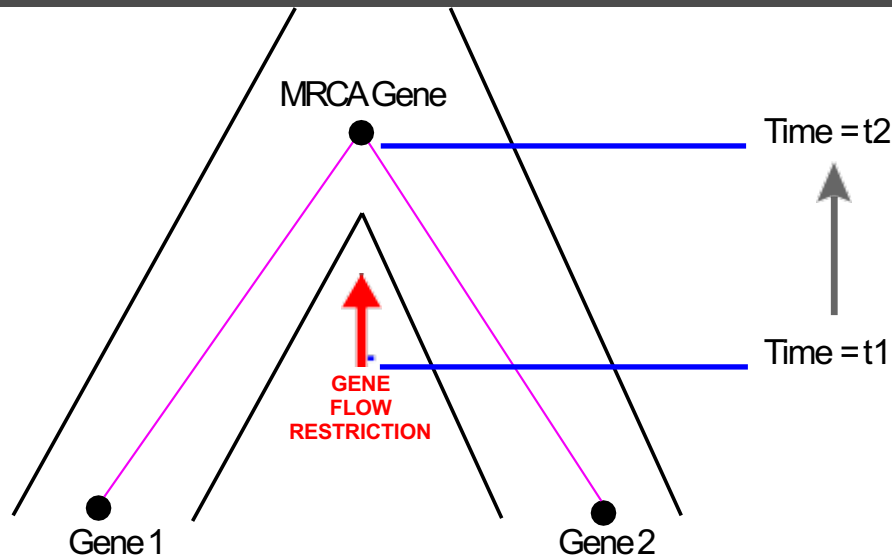 MRCA Gene
Time = t2
Time = t1
GENE
FLOW
RESTRICTION
Gene 1
Gene 2